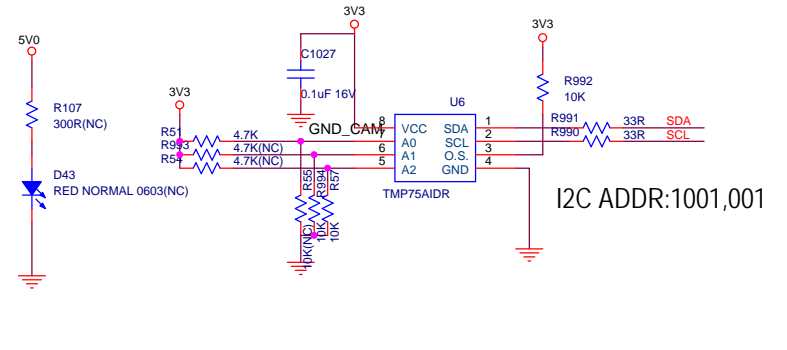 5V0
R107
300R(NC)
D43
RED NORMAL 0603(NC)
3V3
C1027
0.1uF 16V
3V3
R51
R993
R54
4.7K
4.7K(NC)
4.7K(NC)
GND_CAM
R55
R994
R57
10K(NC)
10K
10K
U6
8
7
6
5
VCC
A0
A1
A2
SDA
SCL
O.S.
GND
1
2
3
4
TMP75AIDR
3V3
R992
10K
R991
R990
33R
33R
SDA
SCL
I2C ADDR:1001,001